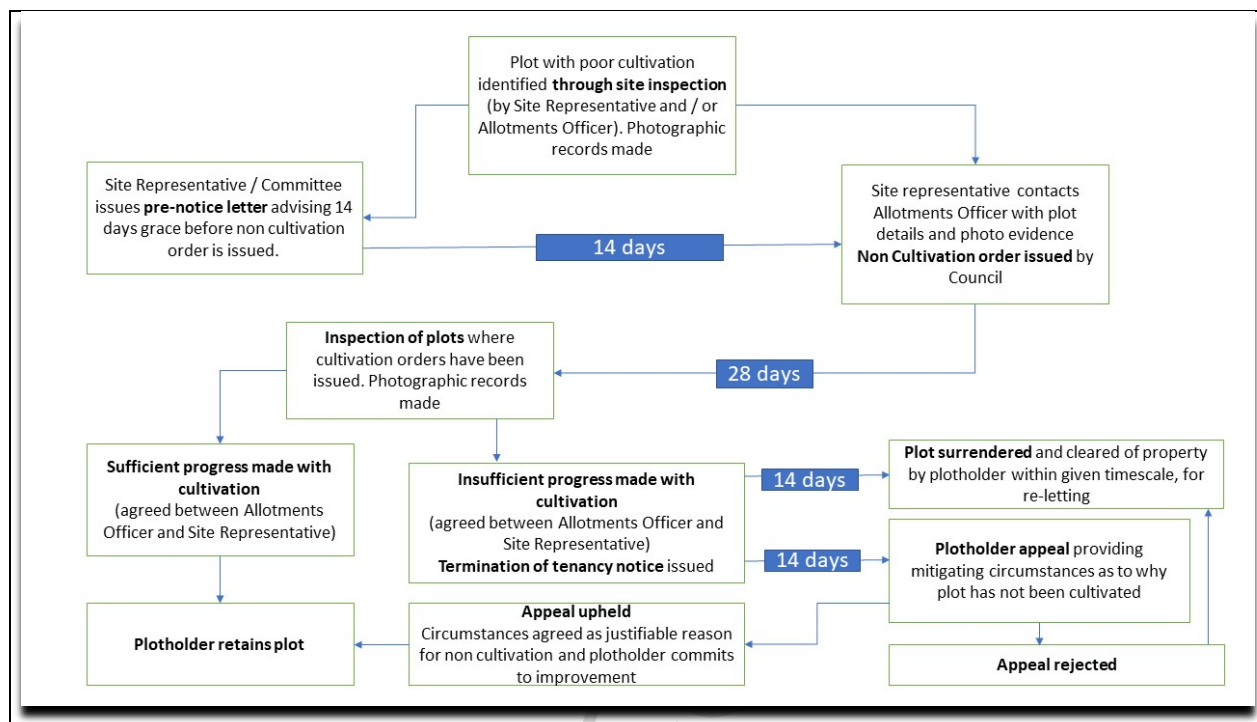 Plot with poor cultivation
identified through site inspection
(by Site Representative and / or
Allotments Officer). Photographic
records made
Site Representative / Committee
issues pre-notice letter advising 14
days grace before non cultivation
order is issued.
14 days
Site representative contacts
Allotments Officer with plot
details and photo evidence
Non Cultivation order issued by
Council
Inspection of plots where
cultivation orders have been
issued. Photographic records
made
28 days
Sufficient progress made with
cultivation
(agreed between Allotments
Officer and Site Representative)
Insufficient progress made with
cultivation
(agreed between Allotments Officer and
Site Representative)
Termination of tenancy notice issued
14 days
Plot surrendered and cleared of property
by plotholder within given timescale, for
re-letting
14 days
Plotholder appeal providing
mitigating circumstances as to why
plot has not been cultivated
Plotholder retains plot
Appeal upheld
Circumstances agreed as justifiable reason
for non cultivation and plotholder commits
to improvement
Appeal rejected